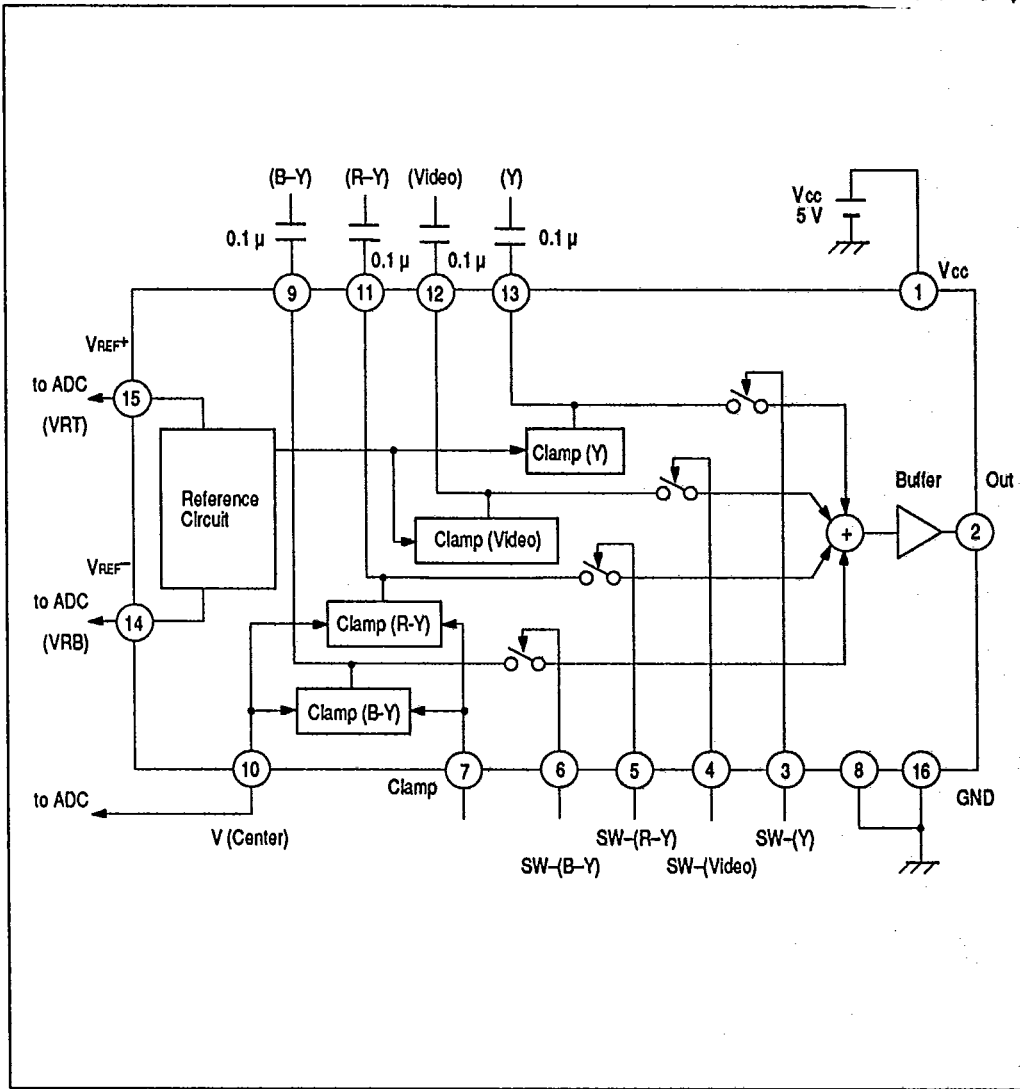 (B–Y) (R–Y) (Video) (Y)
0.1 µ 0.1 µ 0.1 µ 0.1 µ
Vcc
5 V
9 11 12 13 1 Vcc
VREF+
to ADC
(VRT)
15
Clamp (Y)
Reference
Circuit
Clamp (Video)
Buffer
Out
+
2
VREF–
to ADC
(VRB)
14
Clamp (R-Y)
Clamp (B-Y)
10 7 6 5 4 3 8 16
Clamp
GND
to ADC
V (Center)
SW–(R–Y) SW–(Y)
SW–(B–Y) SW–(Video)